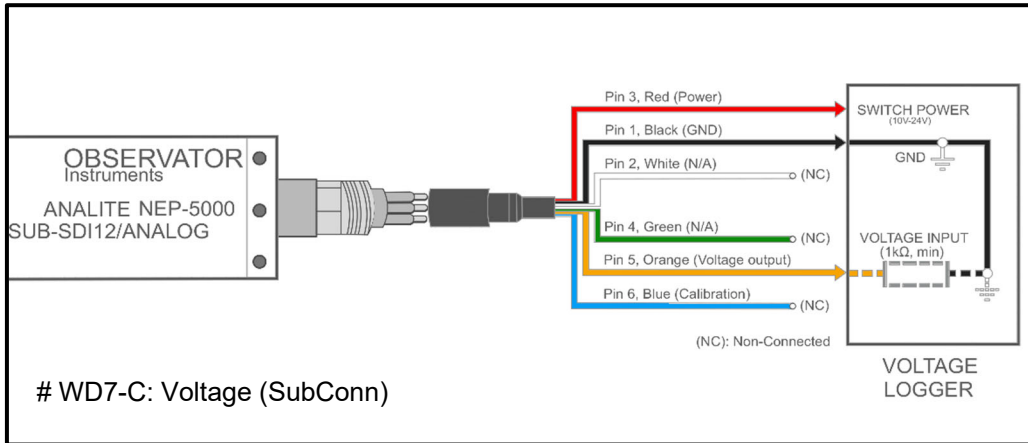 OBSERVATOR
Instruments
ANALITE NEP-5000
SUB-SDI12/ANALOG
Pin 3, Red (Power)
Pin 1, Black (GND)
Pin 2, White (N/A)
(NC)
Pin 4, Green (N/A)
(NC)
Pin 5, Orange (Voltage output)
Pin 6, Blue (Calibration)
(NC)
(NC): Non-Connected
SWITCH POWER
(10V-24V)
GND
VOLTAGE INPUT
(1kΩ, min)
VOLTAGE
LOGGER
# WD7-C: Voltage (SubConn)